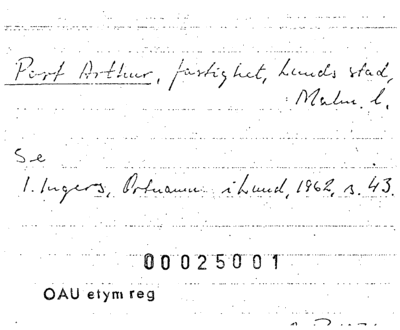 Port Arthur, fastighet, Lunds stad,
Malm. l.
Se
I. Ingers, Ortnamn i Lund, 1962, s. 43.
00025001
OAU etym reg